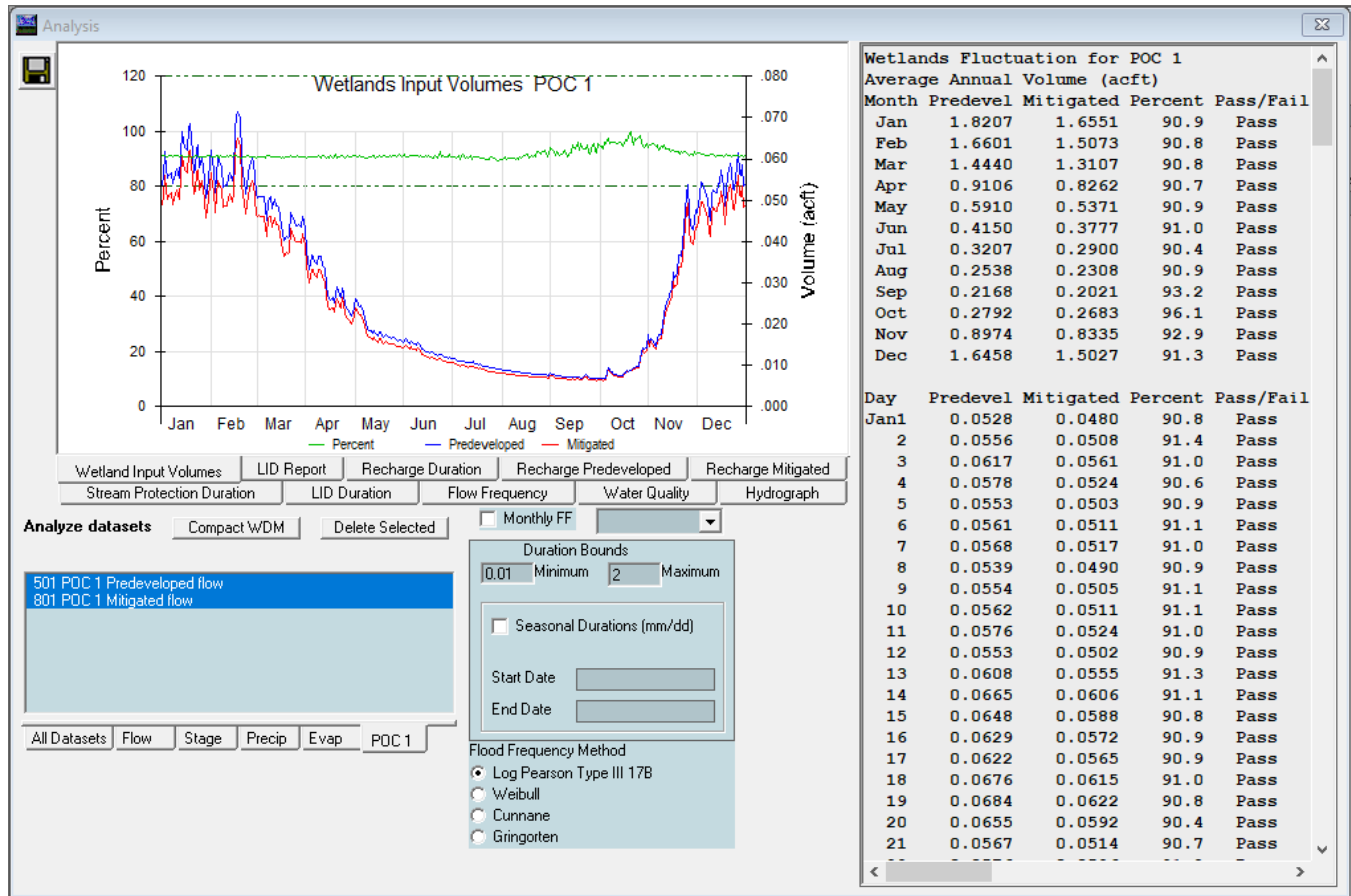 Analysis
Wetlands Input Volumes POC 1
120
100
80
60
40
20
0
Percent
.080
.070
.060
.050
.040
.030
.020
.010
.000
Volume (acft)
Jan Feb Mar Apr May Jun Jul Aug Sep Oct Nov Dec
Percent Predeveloped Mitigated
Wetland Input Volumes LID Report Recharge Duration Recharge Predeveloped Recharge Mitigated
Stream Protection Duration LID Duration Flow Frequency Water Quality Hydrograph
Analyze datasets Compact WDM Delete Selected
501 POC 1 Predeveloped flow
801 POC 1 Mitigated flow
All Datasets Flow Stage Precip Evap POC 1
Monthly FF
Duration Bounds
0.01 Minimum 2 Maximum
Seasonal Durations (mm/dd)
Start Date
End Date
Flood Frequency Method
Log Pearson Type III 17B
Weibull
Cunnane
Gringorten
Wetlands Fluctuation for POC 1
Average Annual Volume (acft)
Month Predevel Mitigated Percent Pass/Fail
Jan 1.8207 1.6551 90.9 Pass
Feb 1.6601 1.5073 90.8 Pass
Mar 1.4440 1.3107 90.8 Pass
Apr 0.9106 0.8262 90.7 Pass
May 0.5910 0.5371 90.9 Pass
Jun 0.4150 0.3777 91.0 Pass
Jul 0.3207 0.2900 90.4 Pass
Aug 0.2538 0.2308 90.9 Pass
Sep 0.2168 0.2021 93.2 Pass
Oct 0.2792 0.2683 96.1 Pass
Nov 0.8974 0.8335 92.9 Pass
Dec 1.6458 1.5027 91.3 Pass
Day Predevel Mitigated Percent Pass/Fail
Jan1 0.0528 0.0480 90.8 Pass
2 0.0556 0.0508 91.4 Pass
3 0.0617 0.0561 91.0 Pass
4 0.0578 0.0524 90.6 Pass
5 0.0553 0.0503 90.9 Pass
6 0.0561 0.0511 91.1 Pass
7 0.0568 0.0517 91.0 Pass
8 0.0539 0.0490 90.9 Pass
9 0.0554 0.0505 91.1 Pass
10 0.0562 0.0511 91.1 Pass
11 0.0576 0.0524 91.0 Pass
12 0.0553 0.0502 90.9 Pass
13 0.0608 0.0555 91.3 Pass
14 0.0665 0.0606 91.1 Pass
15 0.0648 0.0588 90.8 Pass
16 0.0629 0.0572 90.9 Pass
17 0.0622 0.0565 90.9 Pass
18 0.0676 0.0615 91.0 Pass
19 0.0684 0.0622 90.8 Pass
20 0.0655 0.0592 90.4 Pass
21 0.0567 0.0514 90.7 Pass